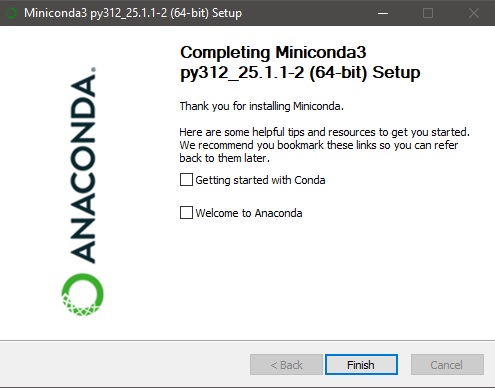 Miniconda3 py312_25.1.1-2 (64-bit) Setup
ANACONDA.
Completing Miniconda3
py312_25.1.1-2 (64-bit) Setup
Thank you for installing Miniconda.
Here are some helpful tips and resources to get you started.
We recommend you bookmark these links so you can refer
back to them later.
Getting started with Conda
Welcome to Anaconda
< Back
Finish
Cancel